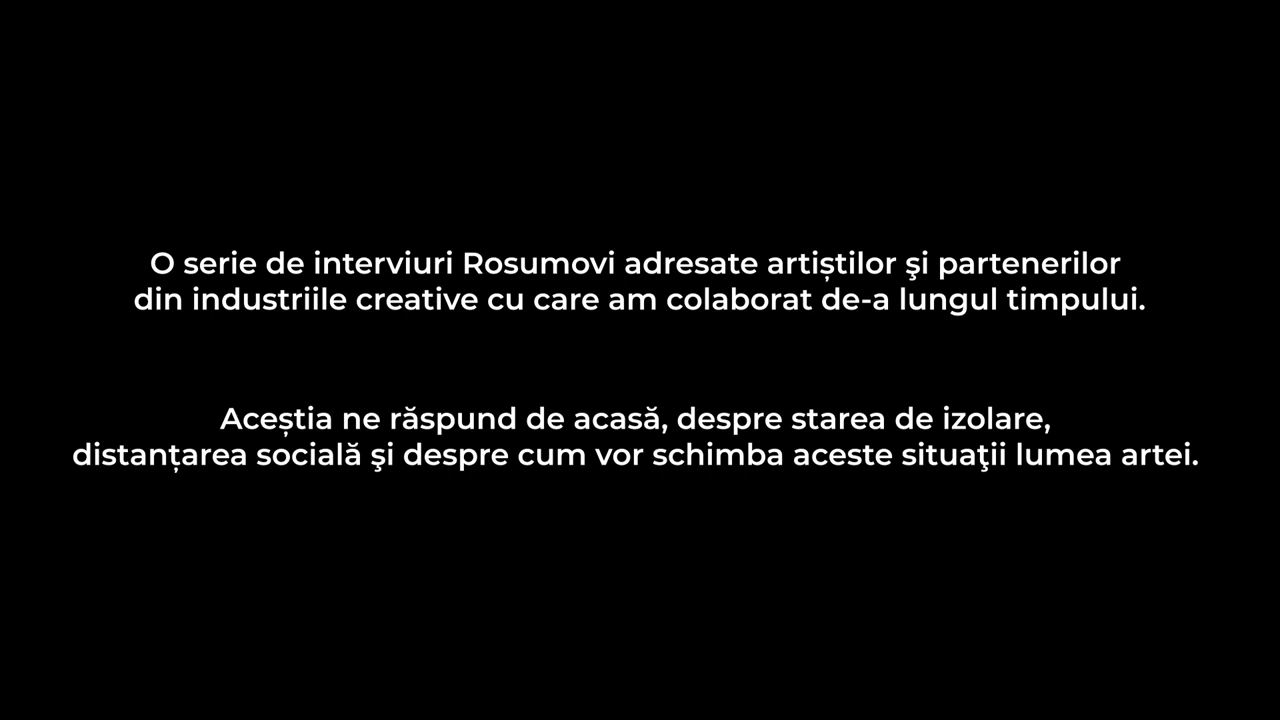 O serie de interviuri Rosumovi adresate artiștilor şi partenerilor
din industriile creative cu care am colaborat de-a lungul timpului.
Aceștia ne răspund de acasă, despre starea de izolare,
distanțarea socială şi despre cum vor schimba aceste situaţii lumea artei.